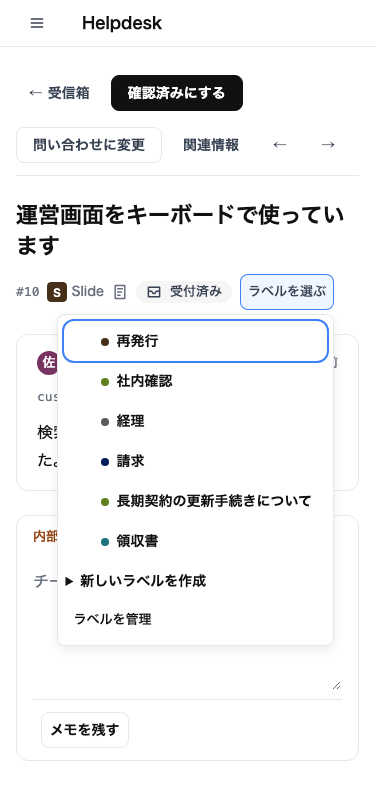 Helpdesk
← 受信箱
確認済みにする
問い合わせに変更
関連情報
←
→
運営画面をキーボードで使ってい
ます
#10 S Slide 受付済み ラベルを選ぶ
佐
再発行
社内確認
cus
経理
検索
た。
請求
長期契約の更新手続きについて
内部
領収書
チー
新しいラベルを作成
ラベルを管理
メモを残す